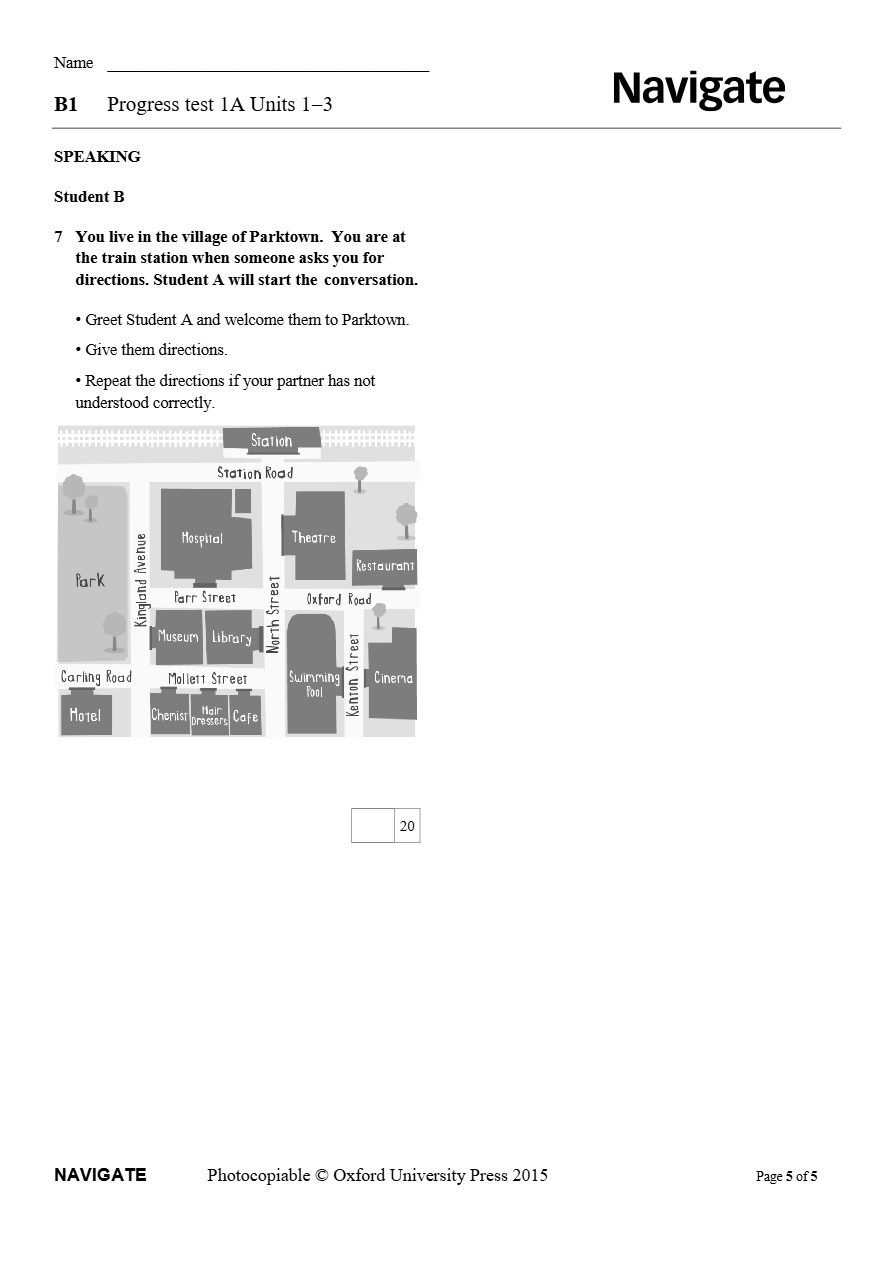 Name ______________________________________
Navigate
B1 Progress test 1A Units 1–3
SPEAKING
Student B
7 You live in the village of Parktown. You are at
the train station when someone asks you for
directions. Student A will start the conversation.
• Greet Student A and welcome them to Parktown.
• Give them directions.
• Repeat the directions if your partner has not
understood correctly.
Station
Station Road
Park
Kingland Avenue
Hospital
North Street
Theatre
Restaurant
Parr Street
Oxford Road
Museum
Library
Carling Road
Mollett Street
Swimming
Pool
Kenton Street
Cinema
Hotel
Chemist
Hair
Dressers
Cafe
20
NAVIGATE Photocopiable © Oxford University Press 2015 Page 5 of 5